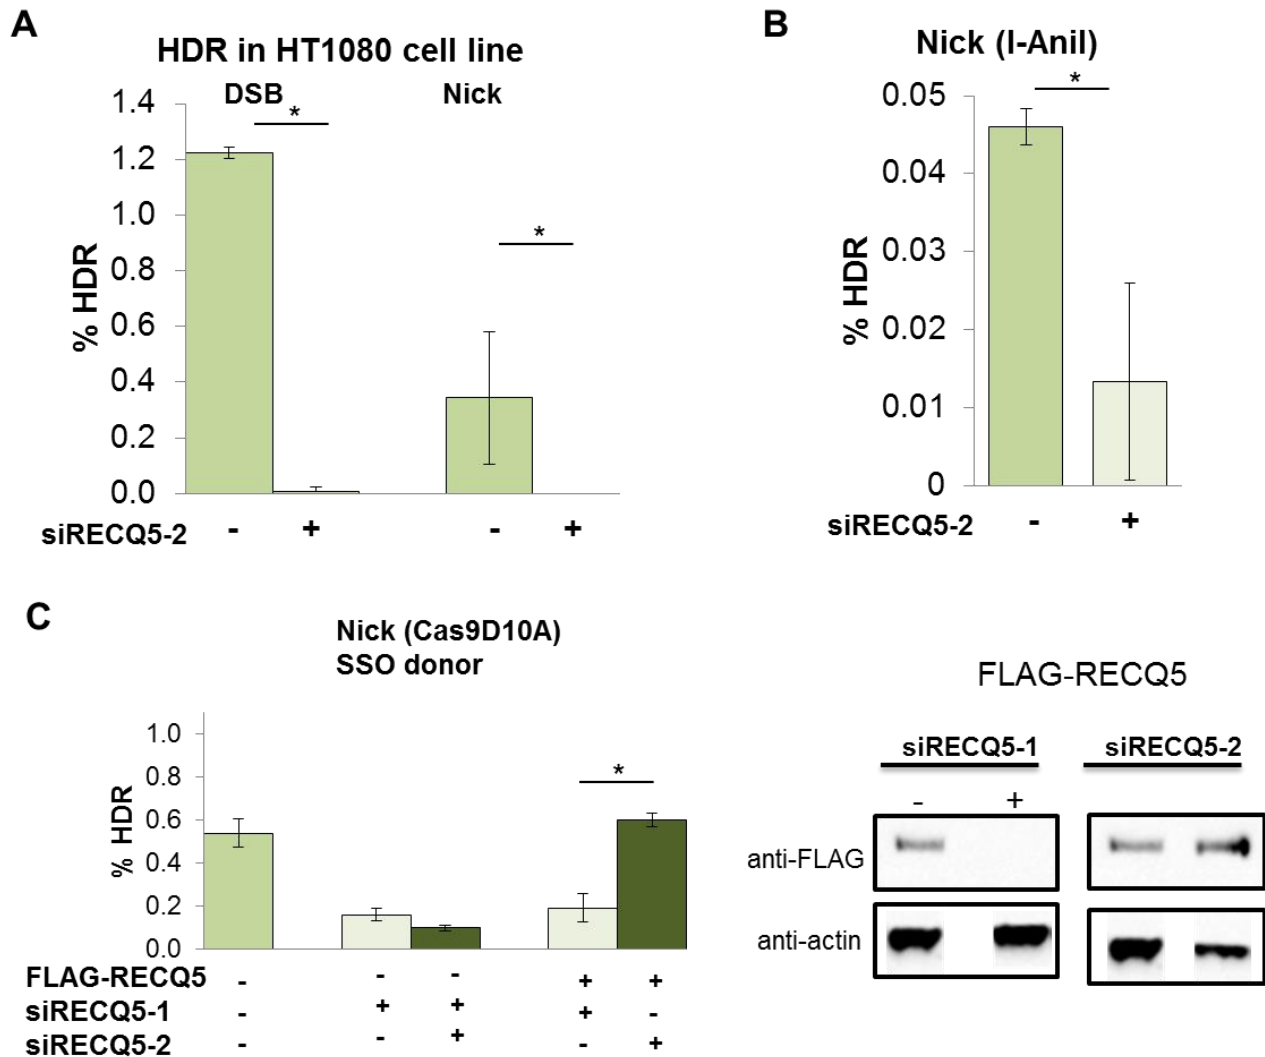 A
HDR in HT1080 cell line
DSB Nick
* *
% HDR
1.4
1.2
1.0
0.8
0.6
0.4
0.2
0.0
siRECQ5-2 - + - +
B
Nick (I-AniI)
*
% HDR
0.05
0.04
0.03
0.02
0.01
0
siRECQ5-2 - +
C
Nick (Cas9D10A)
SSO donor
% HDR
1.0
0.8
0.6
0.4
0.2
0.0
*
FLAG-RECQ5 - - - + +
siRECQ5-1 - + + + -
siRECQ5-2 - - + - +
FLAG-RECQ5
siRECQ5-1 siRECQ5-2
- +
anti-FLAG
anti-actin